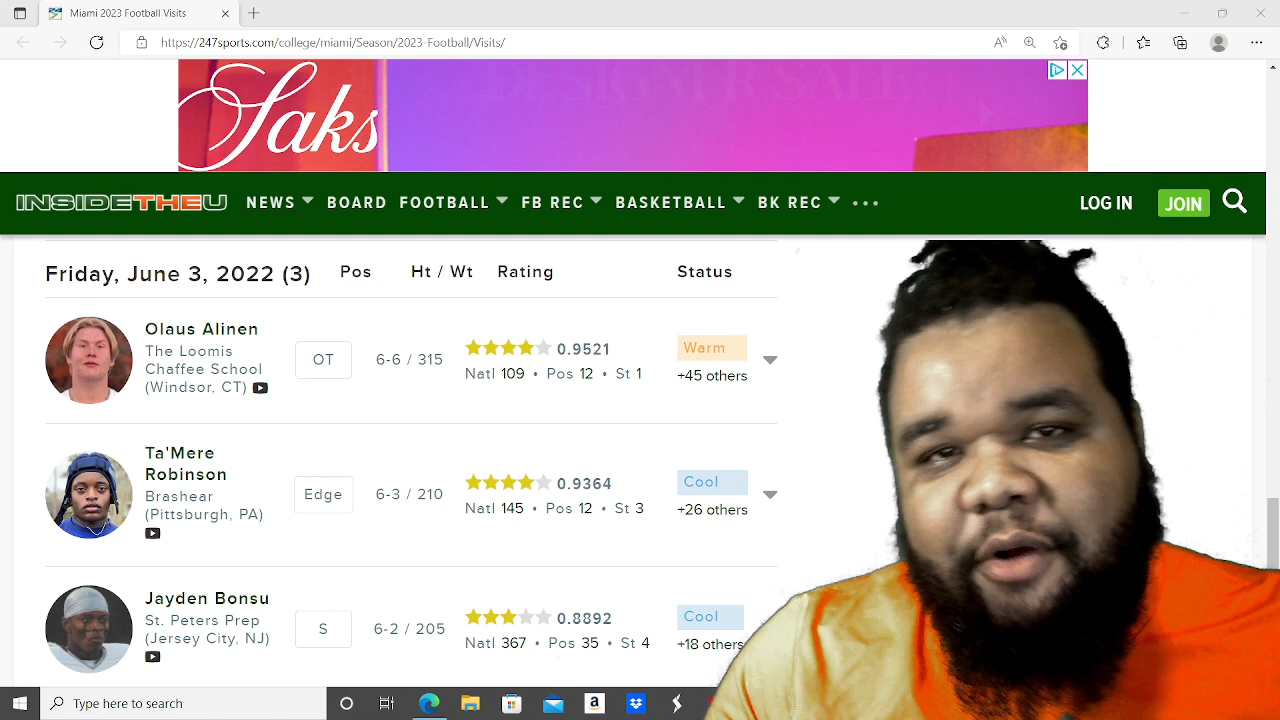 Miami 2023 Football Visits
https://247sports.com/college/miami/Season/2023-Football/Visits/
Saks
DESIGNER SALE
INSIDETHEU NEWS BOARD FOOTBALL FB REC BASKETBALL BK REC LOG IN JOIN
Friday, June 3, 2022 (3) Pos Ht / Wt Rating Status
Olaus Alinen
The Loomis
Chaffee School
(Windsor, CT)
OT 6-6 / 315 0.9521
Natl 109 • Pos 12 • St 1
Warm
+45 others
Ta'Mere
Robinson
Brashear
(Pittsburgh, PA)
Edge 6-3 / 210 0.9364
Natl 145 • Pos 12 • St 3
Cool
+26 others
Jayden Bonsu
St. Peters Prep
(Jersey City, NJ)
S 6-2 / 205 0.8892
Natl 367 • Pos 35 • St 4
Cool
+18 others
Type here to search